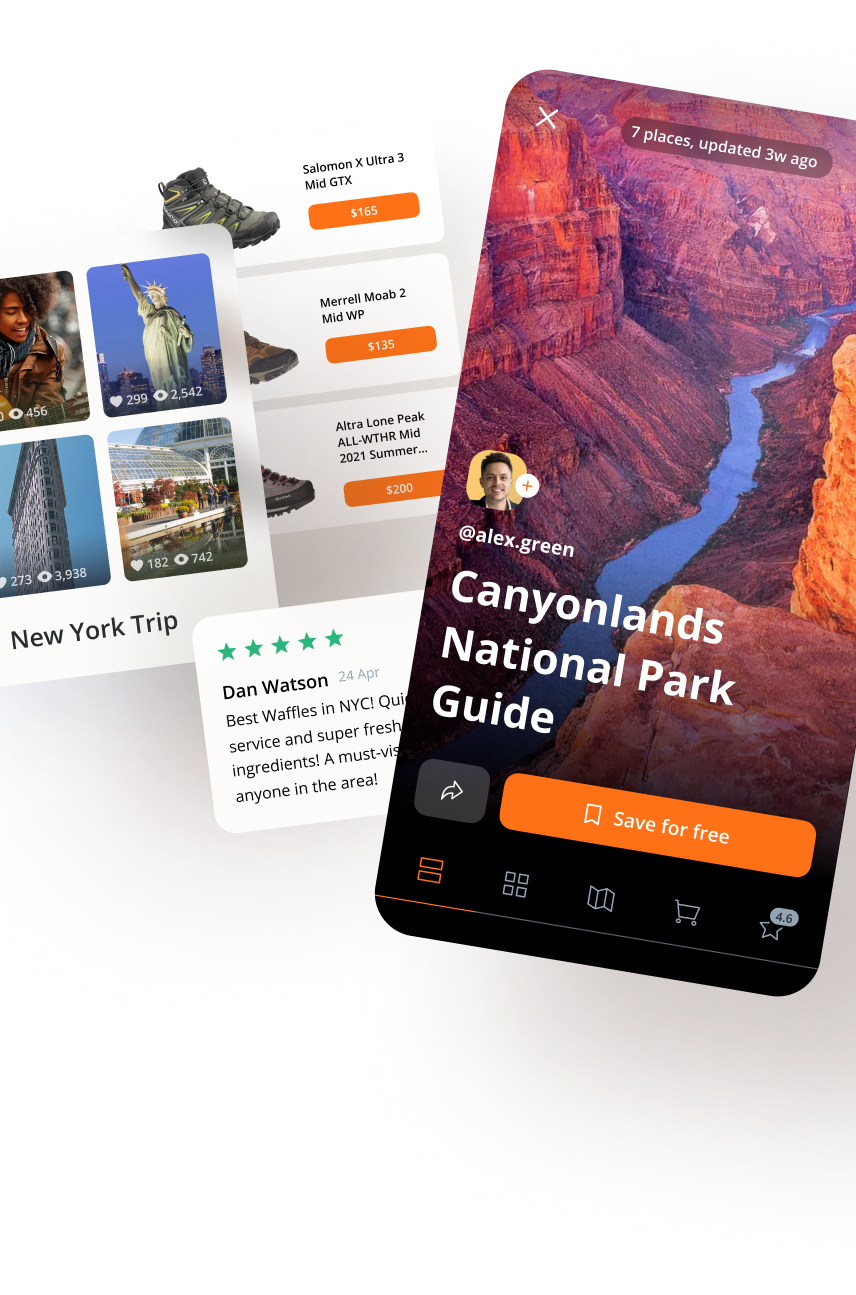 7 places, updated 3w ago
Salomon X Ultra 3
Mid GTX
$165
Merrell Moab 2
Mid WP
$135
Altra Lone Peak
ALL-WTHR Mid
2021 Summer...
$200
456
299 2,542
273 3,938
182 742
New York Trip
Dan Watson 24 Apr
Best Waffles in NYC!
service and super fresh
ingredients! A
anyone in the area!
@alex.green
Canyonlands
National Park
Guide
Save for free
4.6